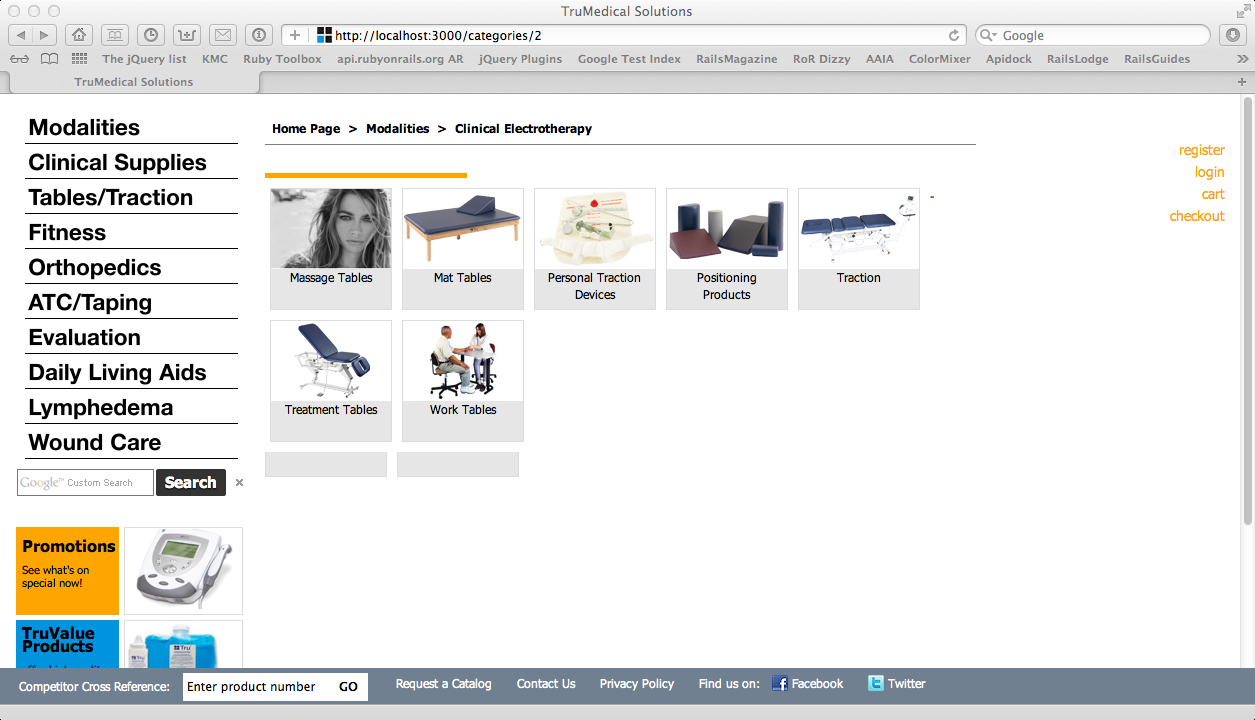 TruMedical Solutions
http://localhost:3000/categories/2
Google
The jQuery list KMC Ruby Toolbox api.rubyonrails.org AR jQuery Plugins Google Test Index RailsMagazine RoR Dizzy AAIA ColorMixer Apidock RailsLodge RailsGuides
TruMedical Solutions
Modalities
Clinical Supplies
Tables/Traction
Fitness
Orthopedics
ATC/Taping
Evaluation
Daily Living Aids
Lymphedema
Wound Care
Google™ Custom Search Search ×
Promotions
See what's on
special now!
TruValue
Products
Home Page > Modalities > Clinical Electrotherapy
register
login
cart
checkout
Massage Tables
Mat Tables
Personal Traction
Devices
Positioning
Products
Traction
-
Treatment Tables
Work Tables
Tru
Competitor Cross Reference: Enter product number GO Request a Catalog Contact Us Privacy Policy Find us on: Facebook Twitter